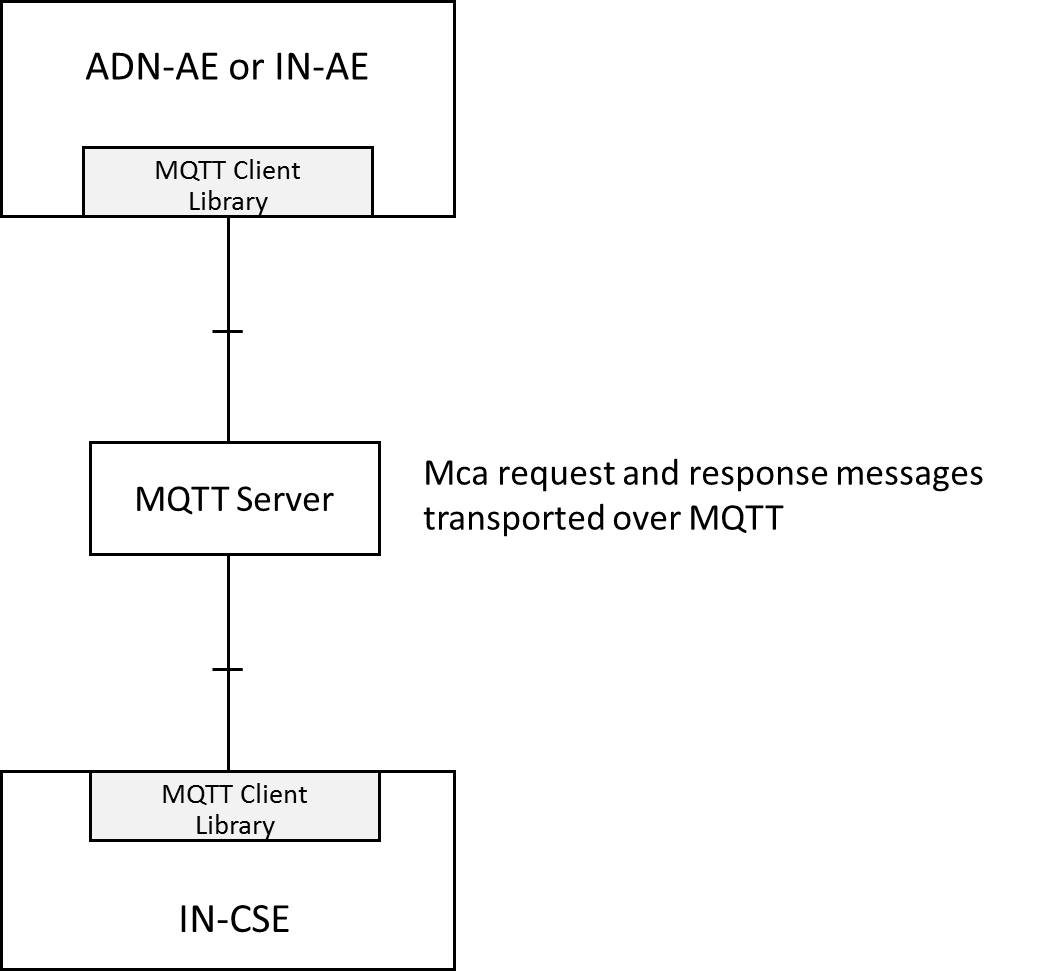 ADN-AE or IN-AE
MQTT Client
Library
MQTT Server
Mca request and response messages
transported over MQTT
MQTT Client
Library
IN-CSE